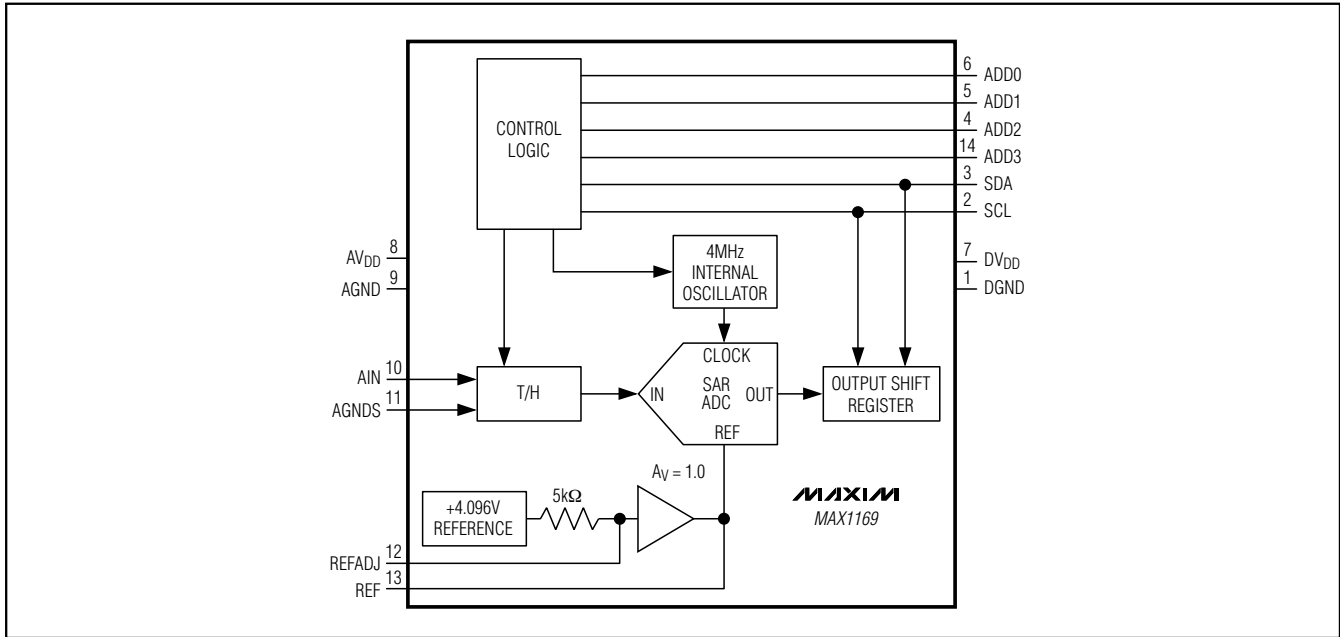 CONTROL
LOGIC
6
ADD0
5
ADD1
4
ADD2
14
ADD3
3
SDA
2
SCL
AVDD
8
AGND
9
4MHz
INTERNAL
OSCILLATOR
7
DVDD
1
DGND
AIN
10
AGNDS
11
T/H
CLOCK
IN
SAR
ADC
OUT
REF
OUTPUT SHIFT
REGISTER
AV = 1.0
+4.096V
REFERENCE
5kΩ
MAXIM
MAX1169
REFADJ
12
REF
13